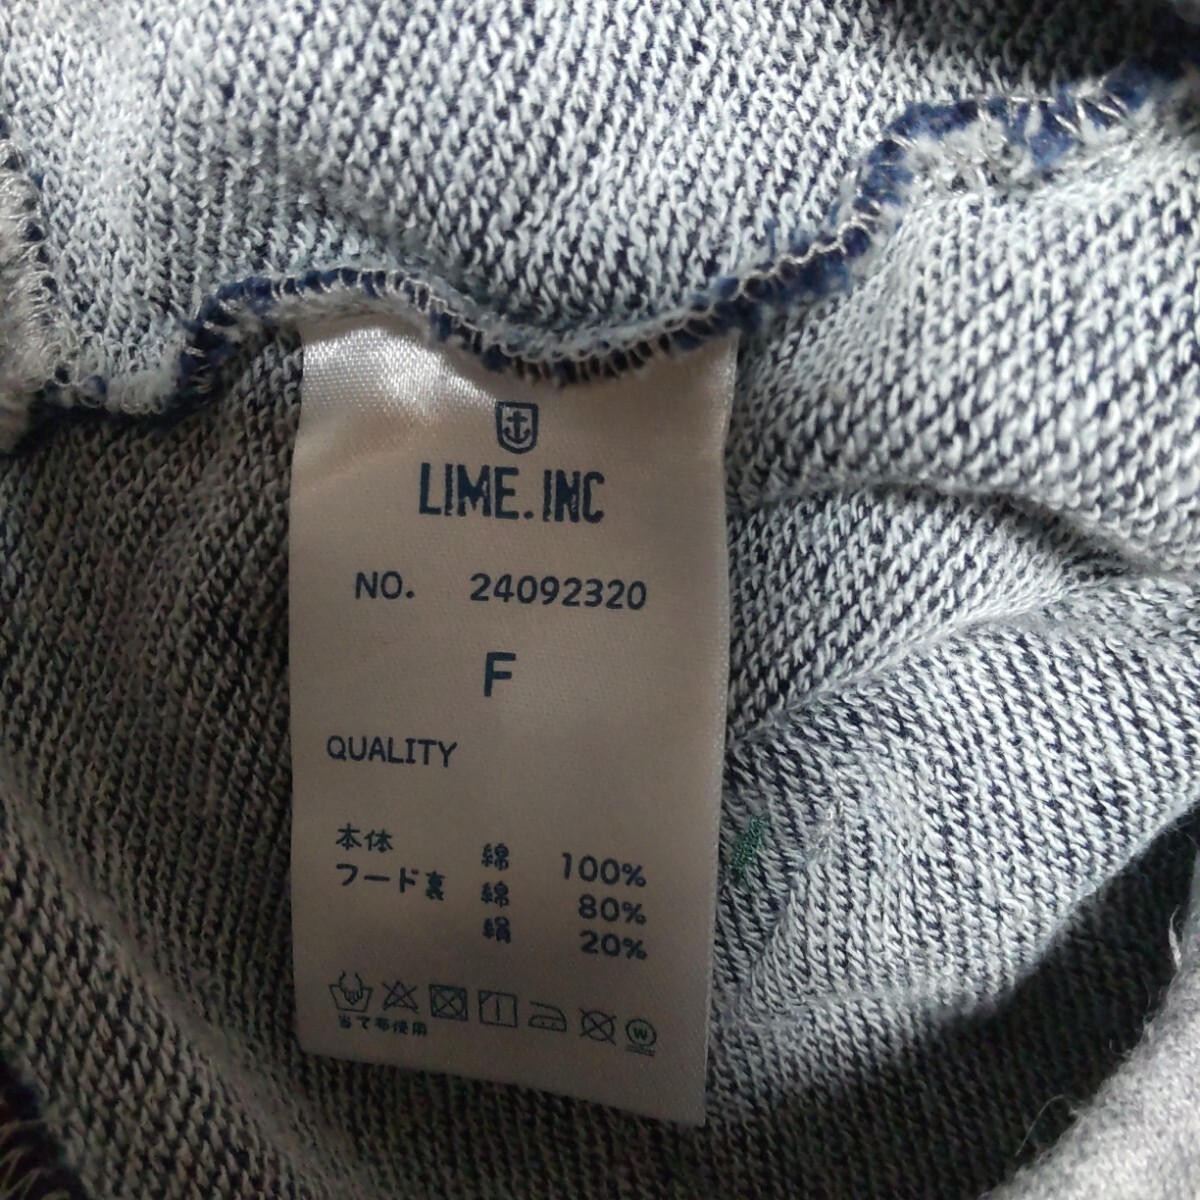 LIME.INC
NO. 24092320
F
QUALITY
本体 綿 100%
フード裏 綿 80%
絹 20%
W
当て布使用